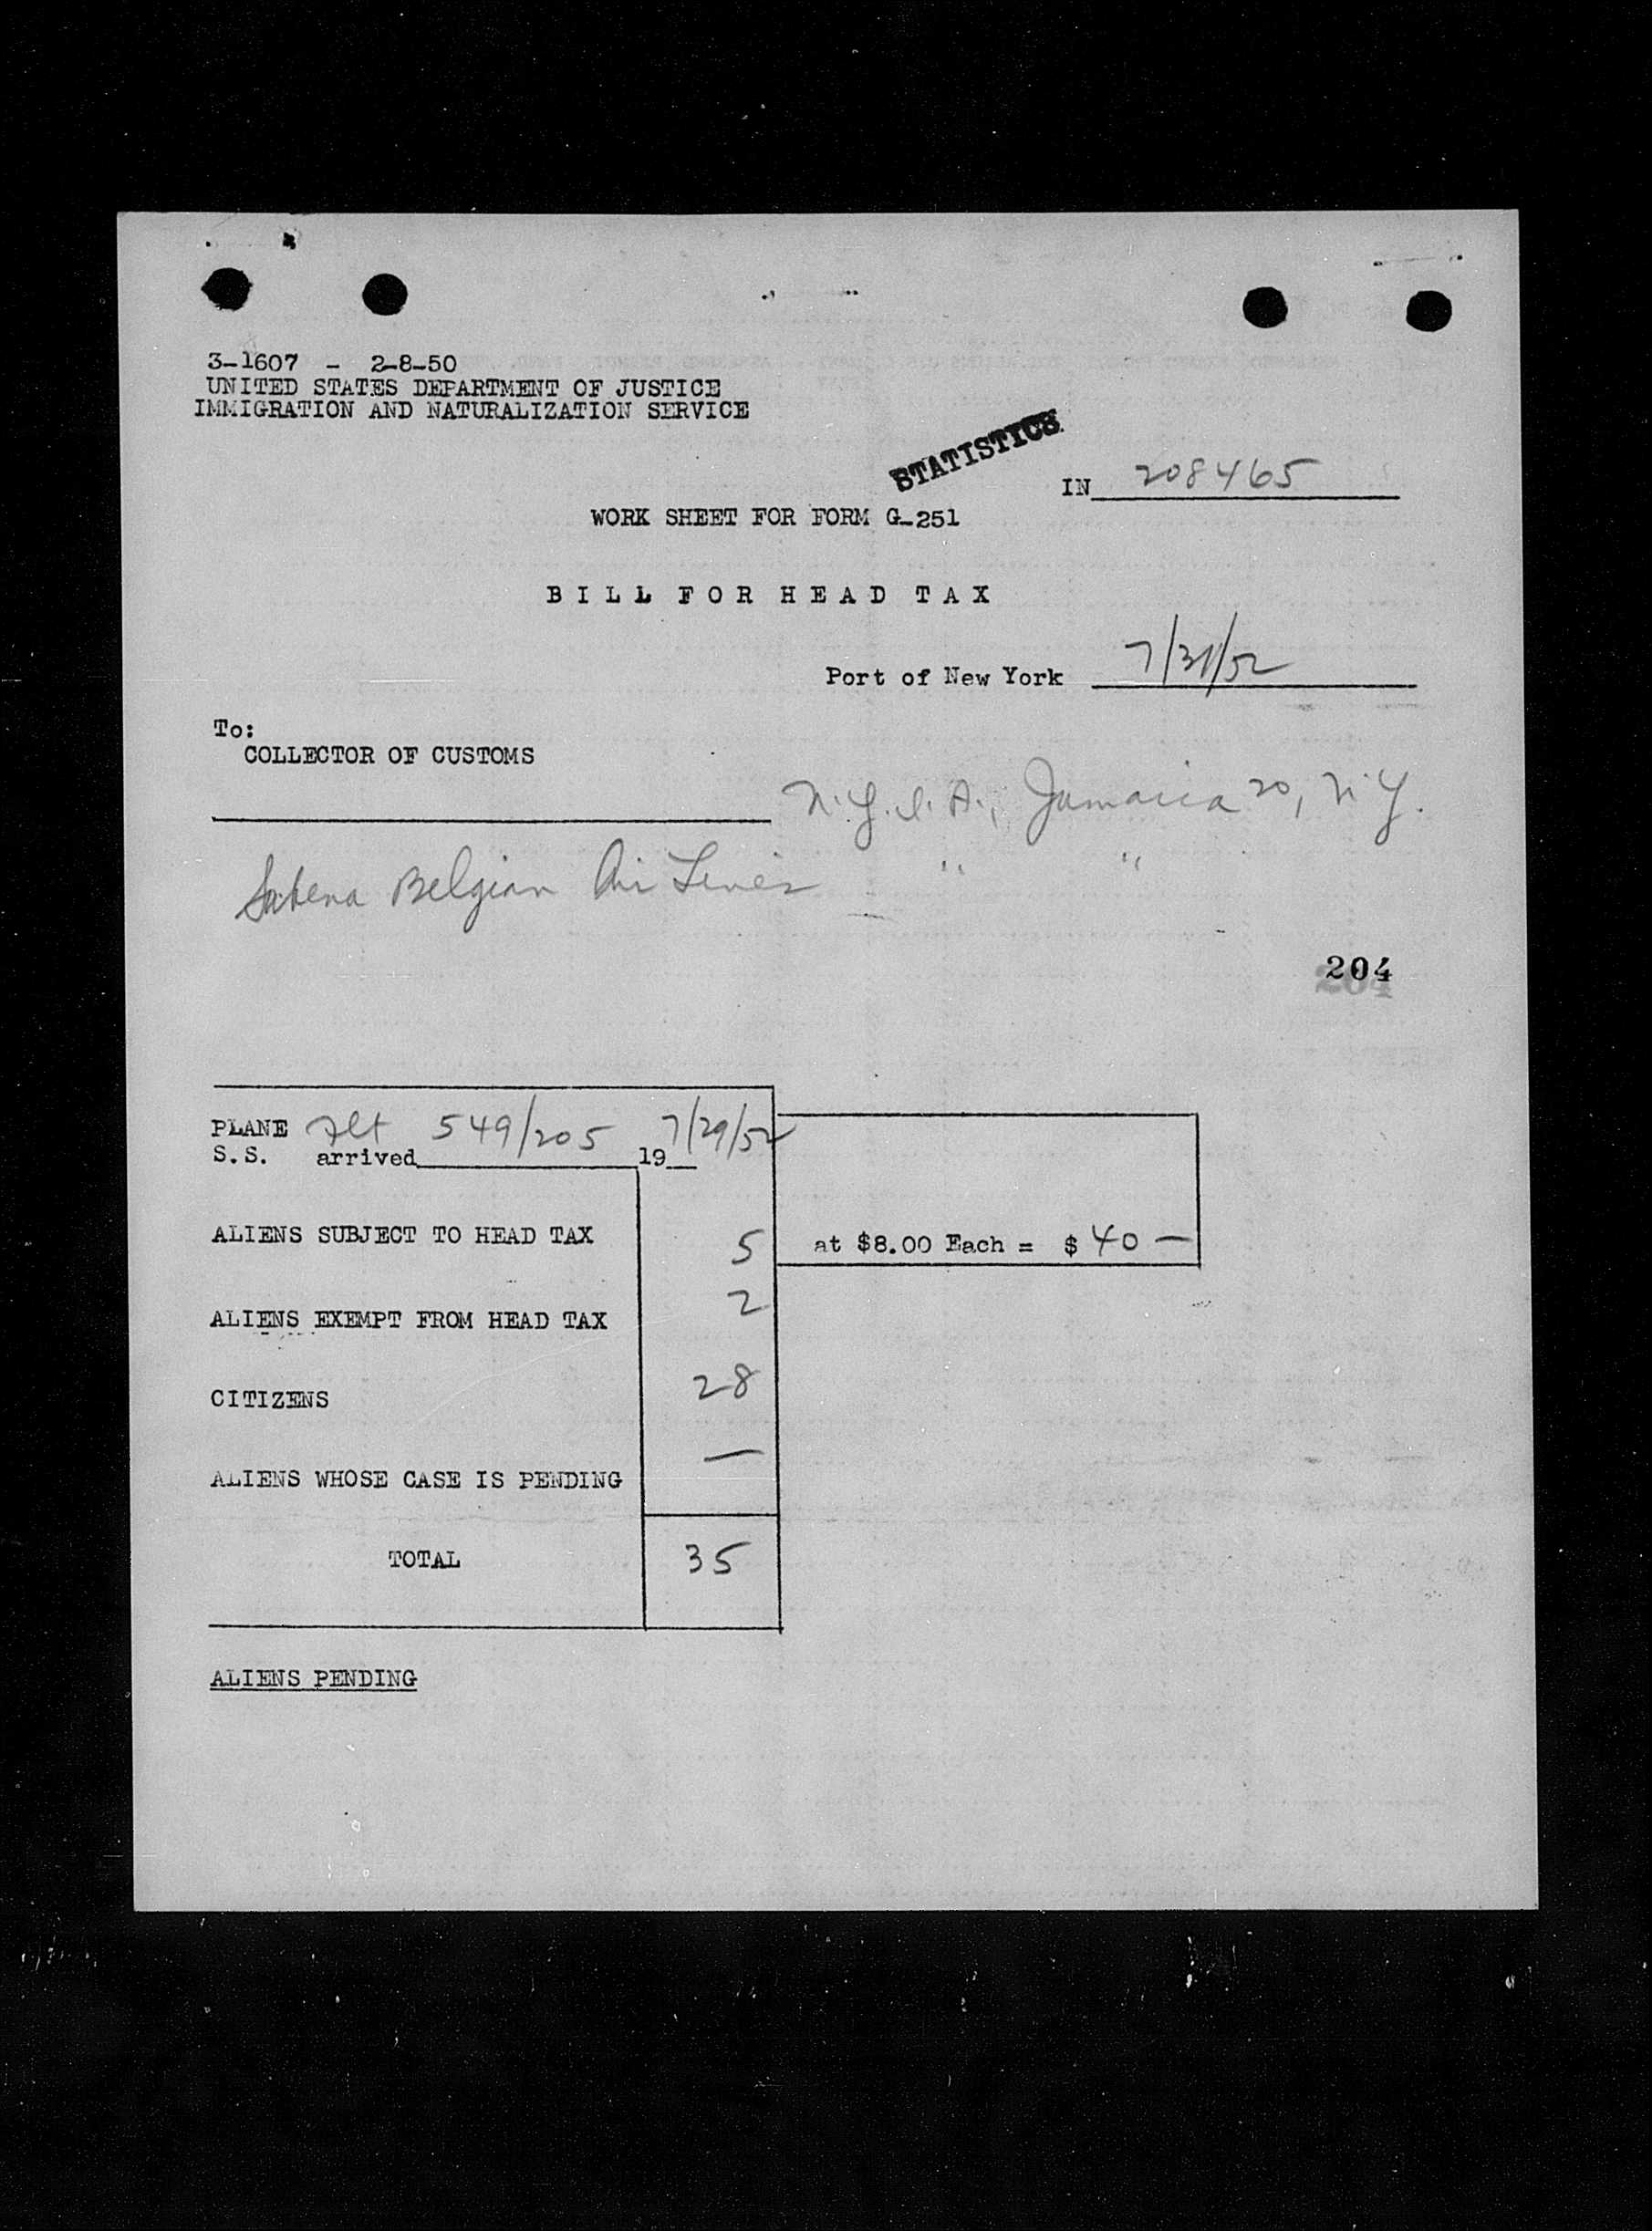 3-1607 - 2-8-50
UNITED STATES DEPARTMENT OF JUSTICE
IMMIGRATION AND NATURALIZATION SERVICE
STATISTICS
IN 208465
WORK SHEET FOR FORM G-251
BILL FOR HEAD TAX
Port of New York 7/31/52
To:
COLLECTOR OF CUSTOMS
N.Y.I.A., Jamaica 20, N.Y.
Sabena Belgian Air Lines " "
204
PLANE Flt 549/205 7/29/52
S.S. arrived 19
ALIENS SUBJECT TO HEAD TAX 5 at $8.00 Each = $ 40 —
ALIENS EXEMPT FROM HEAD TAX 2
CITIZENS 28
ALIENS WHOSE CASE IS PENDING —
TOTAL 35
ALIENS PENDING